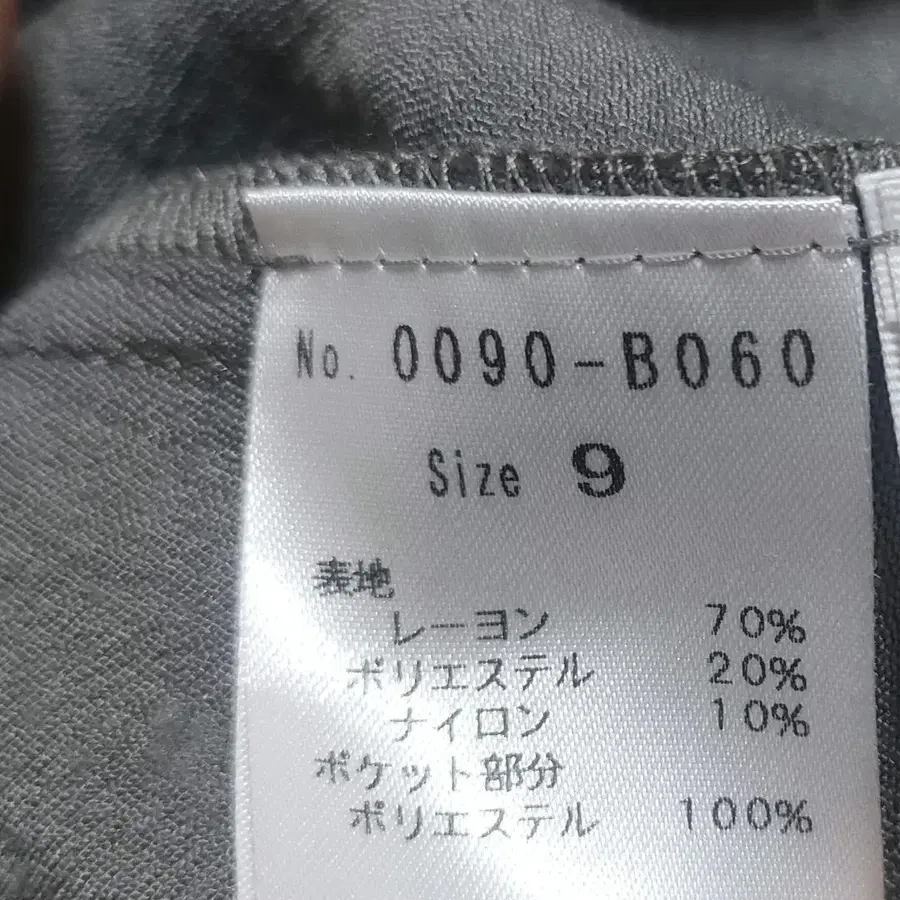 No. 0090-B060
Size 9
表地
レーヨン 70%
ポリエステル 20%
ナイロン 10%
ポケット部分
ポリエステル 100%